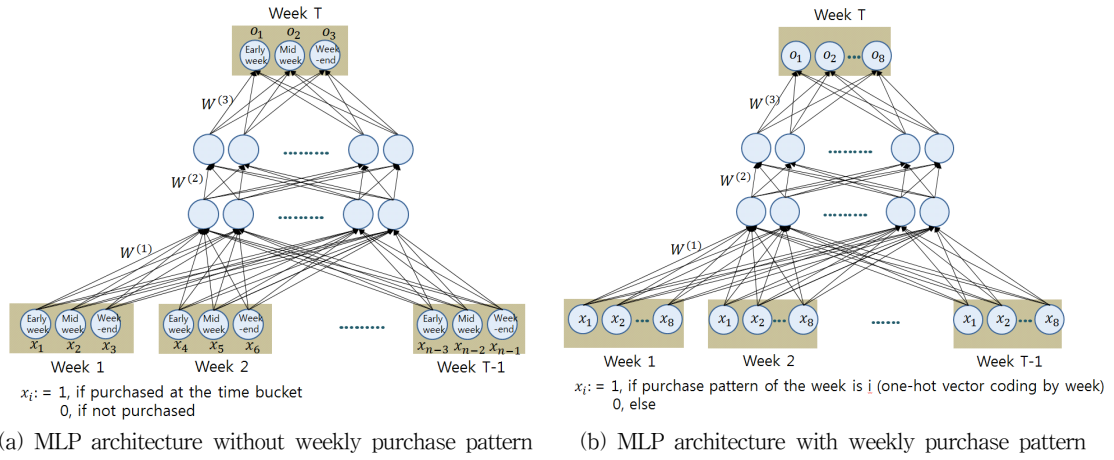 Week T
o₁ o₂ o₃
Early week Mid week Week -end
W⁽³⁾
W⁽²⁾
W⁽¹⁾
Early week Mid week Week -end
x₁ x₂ x₃
Week 1
Early week Mid week Week -end
x₄ x₅ x₆
Week 2
Early week Mid week Week -end
xₙ₋₃ xₙ₋₂ xₙ₋₁
Week T-1
xᵢ: = 1, if purchased at the time bucket
0, if not purchased
(a) MLP architecture without weekly purchase pattern
Week T
o₁ o₂ ••• o₈
W⁽³⁾
W⁽²⁾
W⁽¹⁾
x₁ x₂ ••• x₈
Week 1
x₁ x₂ ••• x₈
Week 2
x₁ x₂ ••• x₈
Week T-1
xᵢ: = 1, if purchase pattern of the week is i (one-hot vector coding by week)
0, else
(b) MLP architecture with weekly purchase pattern